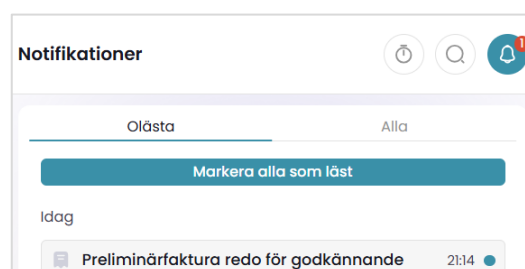 Notifikationer
1
Olästa
Alla
Markera alla som läst
Idag
Preliminärfaktura redo för godkännande 21:14